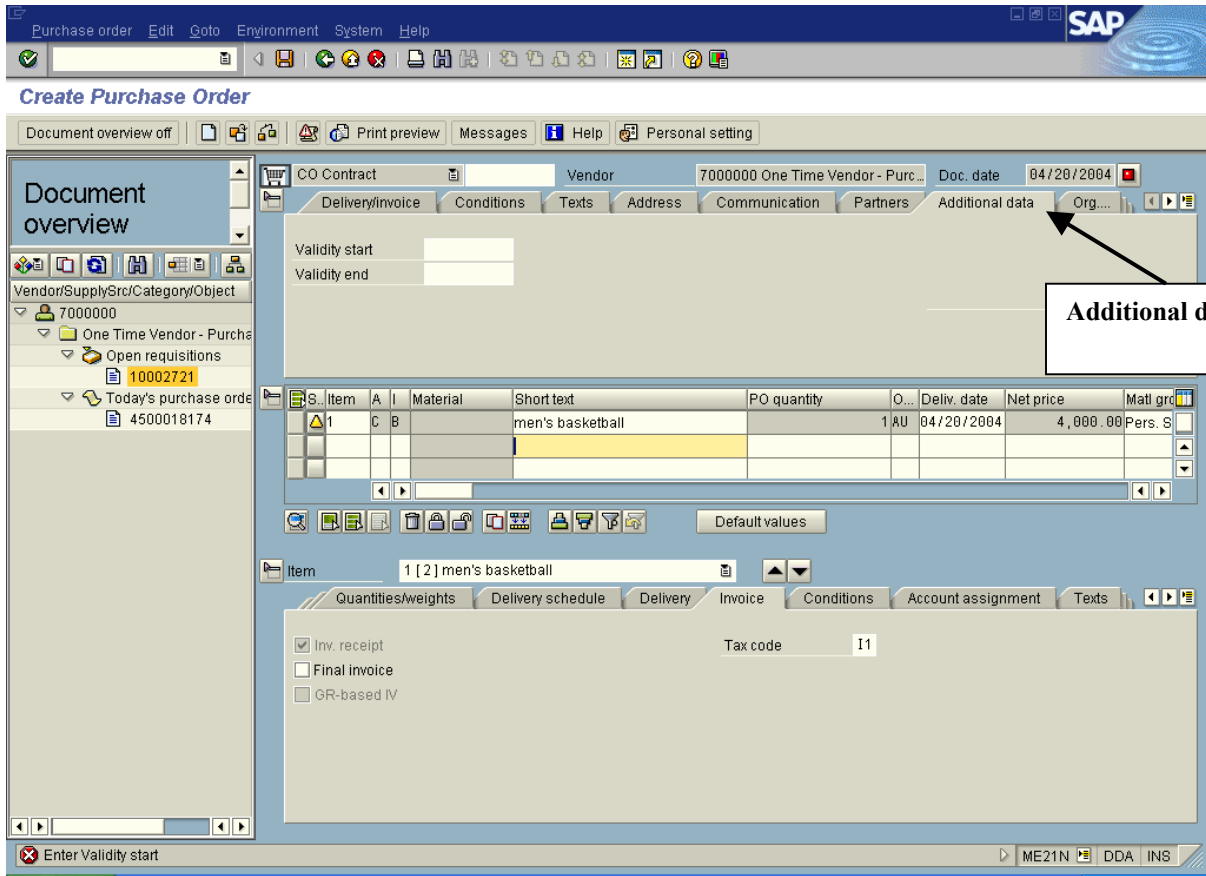 Purchase order Edit Goto Environment System Help
SAP
Create Purchase Order
Document overview off Print preview Messages Help Personal setting
Document
overview
CO Contract Vendor 7000000 One Time Vendor - Purc... Doc. date 04/20/2004
Delivery/invoice Conditions Texts Address Communication Partners Additional data Org....
Validity start
Validity end
Additional d
Vendor/SupplySrc/Category/Object
7000000
One Time Vendor - Purcha
Open requisitions
10002721
Today's purchase orde
4500018174
S.. Item A I Material Short text PO quantity O... Deliv. date Net price Matl grc
1 C B men's basketball 1 AU 04/20/2004 4,000.00 Pers. S
Default values
Item 1 [ 2 ] men's basketball
Quantities/weights Delivery schedule Delivery Invoice Conditions Account assignment Texts
Inv. receipt Tax code I1
Final invoice
GR-based IV
Enter Validity start ME21N DDA INS